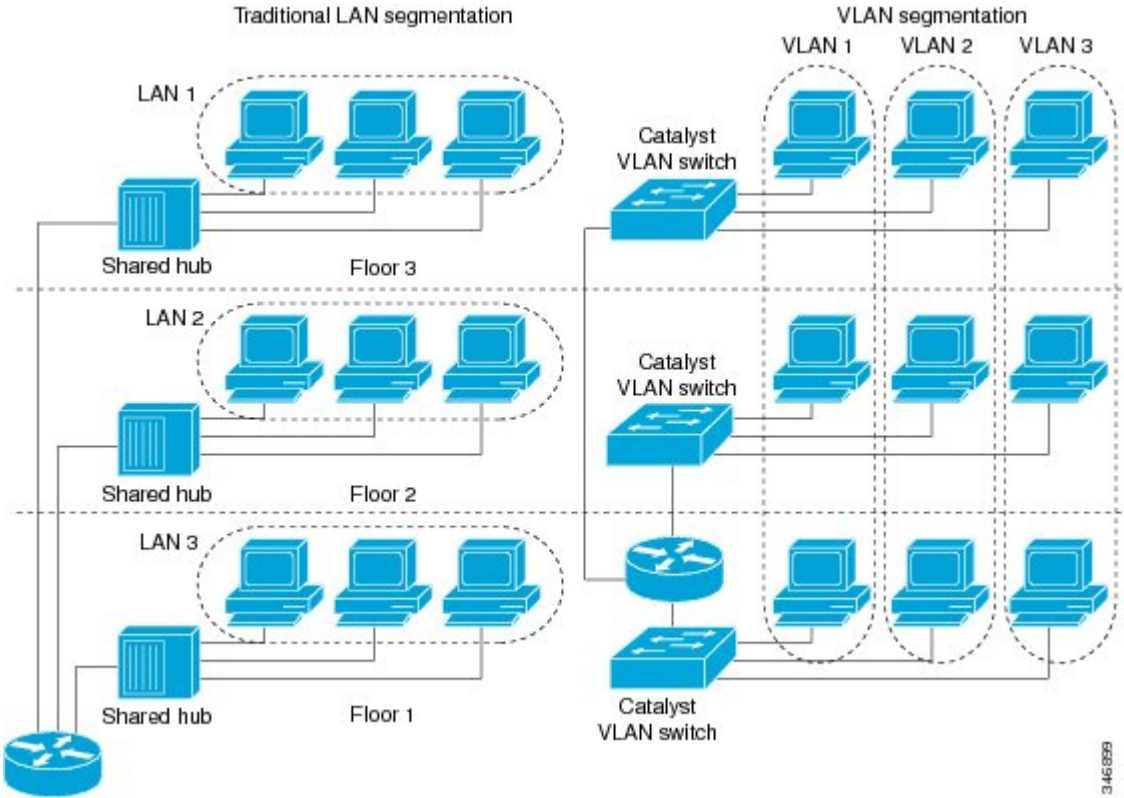 Traditional LAN segmentation
VLAN segmentation
VLAN 1
VLAN 2
VLAN 3
LAN 1
Catalyst
VLAN switch
Shared hub
Floor 3
LAN 2
Catalyst
VLAN switch
Shared hub
Floor 2
LAN 3
Shared hub
Floor 1
Catalyst
VLAN switch
346899